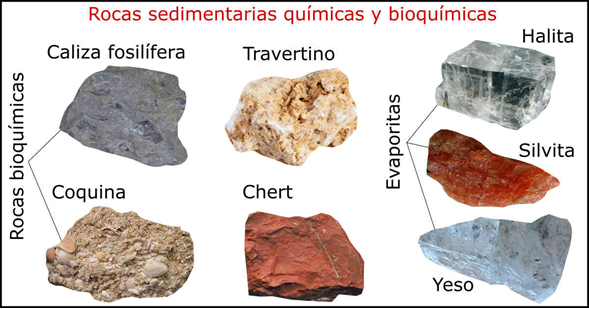 Rocas sedimentarias químicas y bioquímicas
Rocas bioquímicas
Caliza fosilífera
Coquina
Travertino
Chert
Evaporitas
Halita
Silvita
Yeso